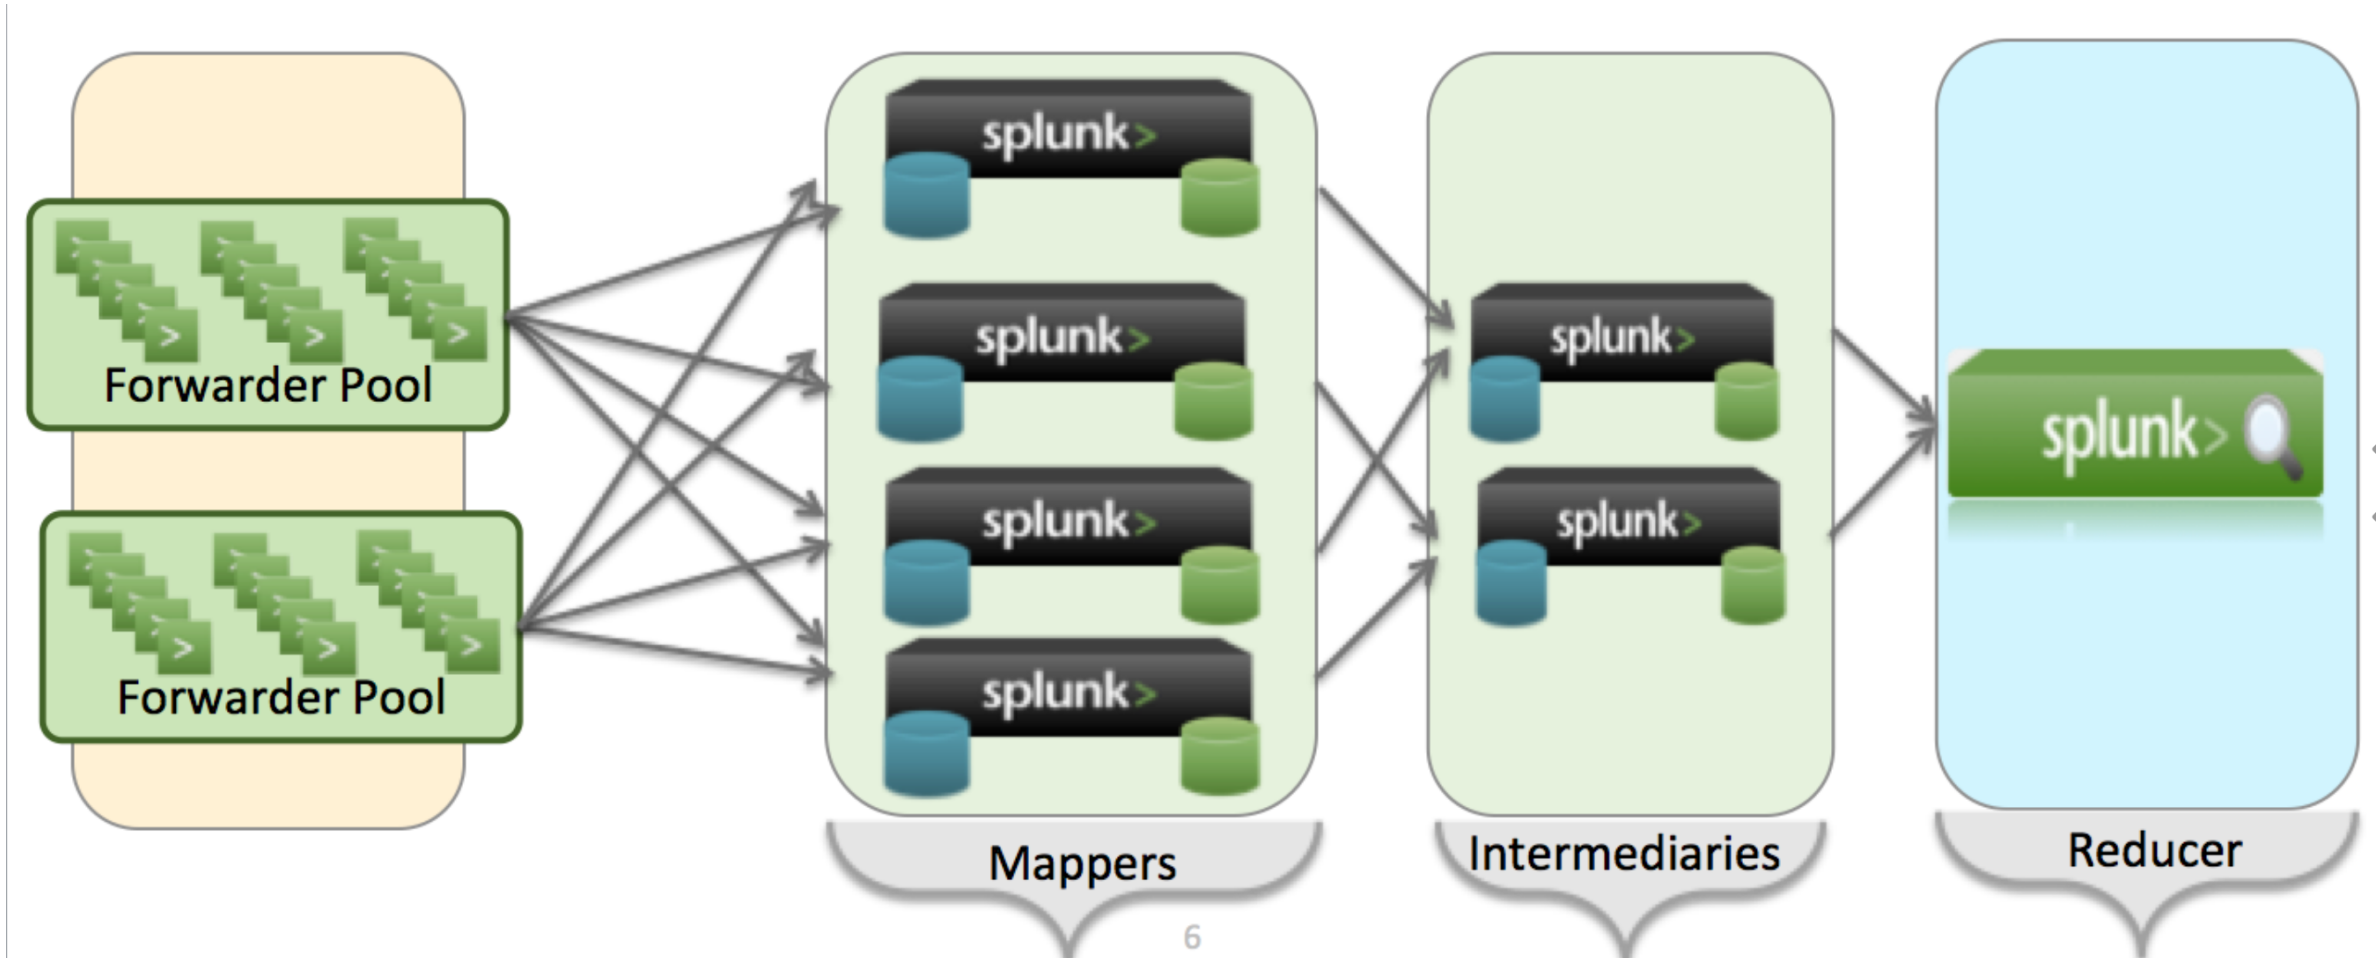 Forwarder Pool
Forwarder Pool
splunk>
splunk>
splunk>
splunk>
Mappers
splunk>
splunk>
Intermediaries
splunk>
Reducer
6